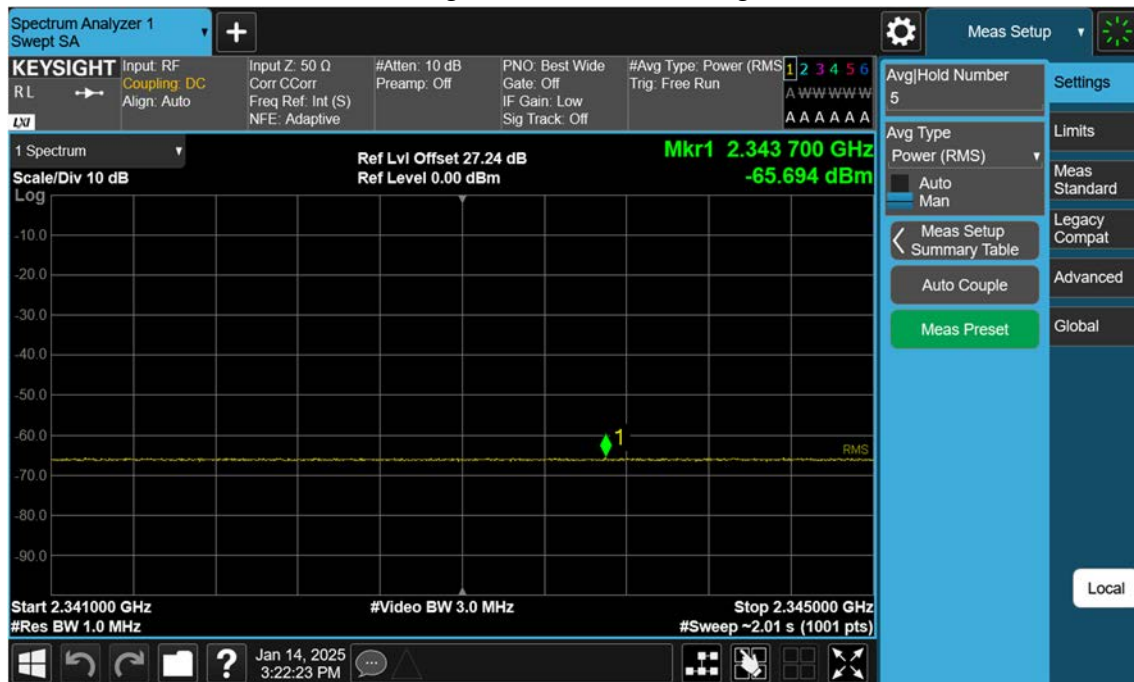 Spectrum Analyzer 1
Swept SA
Meas Setup
KEYSIGHT
R L
LXI
Input: RF
Coupling: DC
Align: Auto
Input Z: 50 Ω
Corr CCorr
Freq Ref: Int (S)
NFE: Adaptive
#Atten: 10 dB
Preamp: Off
PNO: Best Wide
Gate: Off
IF Gain: Low
Sig Track: Off
#Avg Type: Power (RMS
Trig: Free Run
1 2 3 4 5 6
A W W W W W
A A A A A A
1 Spectrum
Scale/Div 10 dB
Log
Ref Lvl Offset 27.24 dB
Ref Level 0.00 dBm
Mkr1 2.343 700 GHz
-65.694 dBm
-10.0
-20.0
-30.0
-40.0
-50.0
-60.0
-70.0
-80.0
-90.0
1
RMS
Start 2.341000 GHz
#Res BW 1.0 MHz
#Video BW 3.0 MHz
Stop 2.345000 GHz
#Sweep ~2.01 s (1001 pts)
Avg|Hold Number
5
Avg Type
Power (RMS)
Auto
Man
Meas Setup
Summary Table
Auto Couple
Meas Preset
Settings
Limits
Meas
Standard
Legacy
Compat
Advanced
Global
Local
?
Jan 14, 2025
3:22:23 PM